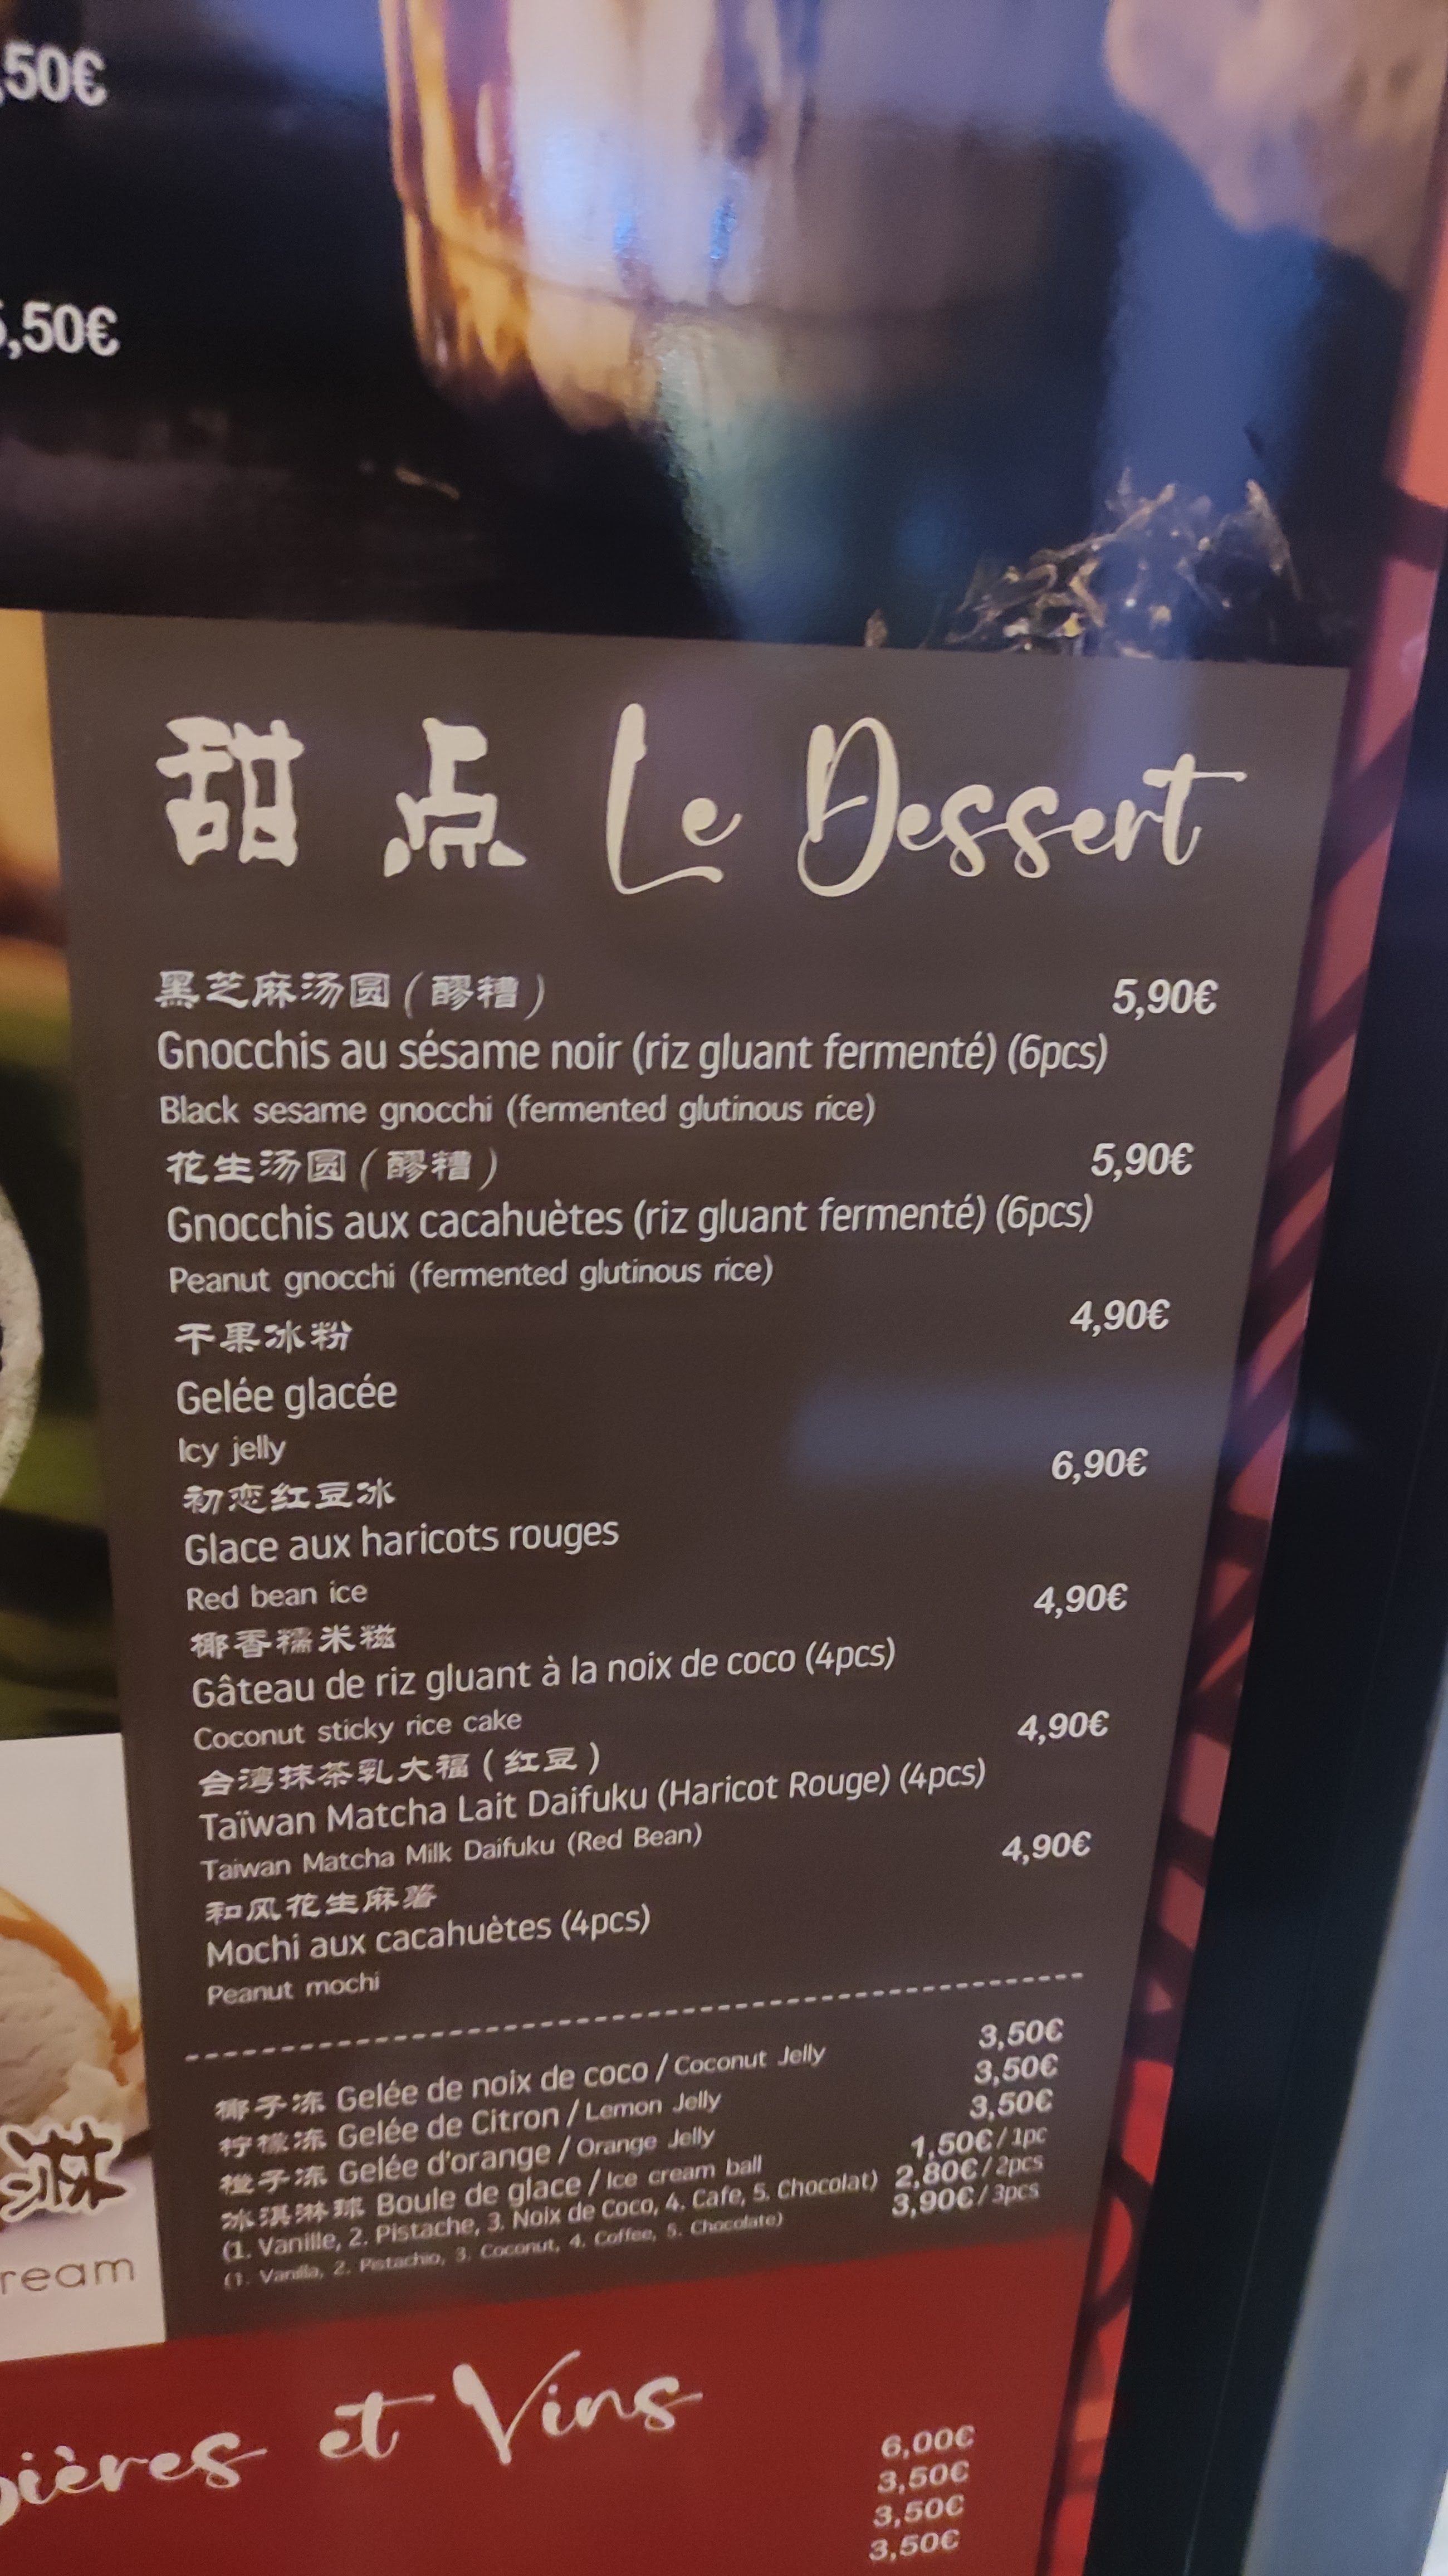 ,50€
5,50€
甜点 Le Dessert
黑芝麻汤圆(醪糟) 5,90€
Gnocchis au sésame noir (riz gluant fermenté) (6pcs)
Black sesame gnocchi (fermented glutinous rice)
花生汤圆(醪糟) 5,90€
Gnocchis aux cacahuètes (riz gluant fermenté) (6pcs)
Peanut gnocchi (fermented glutinous rice)
干果冰粉 4,90€
Gelée glacée
Icy jelly
初恋红豆冰 6,90€
Glace aux haricots rouges
Red bean ice
椰香糯米糍 4,90€
Gâteau de riz gluant à la noix de coco (4pcs)
Coconut sticky rice cake
台湾抹茶乳大福(红豆) 4,90€
Taïwan Matcha Lait Daifuku (Haricot Rouge) (4pcs)
Taiwan Matcha Milk Daifuku (Red Bean)
和风花生麻薯 4,90€
Mochi aux cacahuètes (4pcs)
Peanut mochi
椰子冻 Gelée de noix de coco / Coconut Jelly 3,50€
柠檬冻 Gelée de Citron / Lemon Jelly 3,50€
橙子冻 Gelée d'orange / Orange Jelly 3,50€
冰淇淋球 Boule de glace / Ice cream ball 1,50€ / 1pc
(1. Vanille, 2. Pistache, 3. Noix de Coco, 4. Cafe, 5. Chocolat) 2,80€ / 2pcs
(1. Vanilla, 2. Pistachio, 3. Coconut, 4. Coffee, 5. Chocolate) 3,90€ / 3pcs
ream
bières et Vins
6,00€
3,50€
3,50€
3,50€